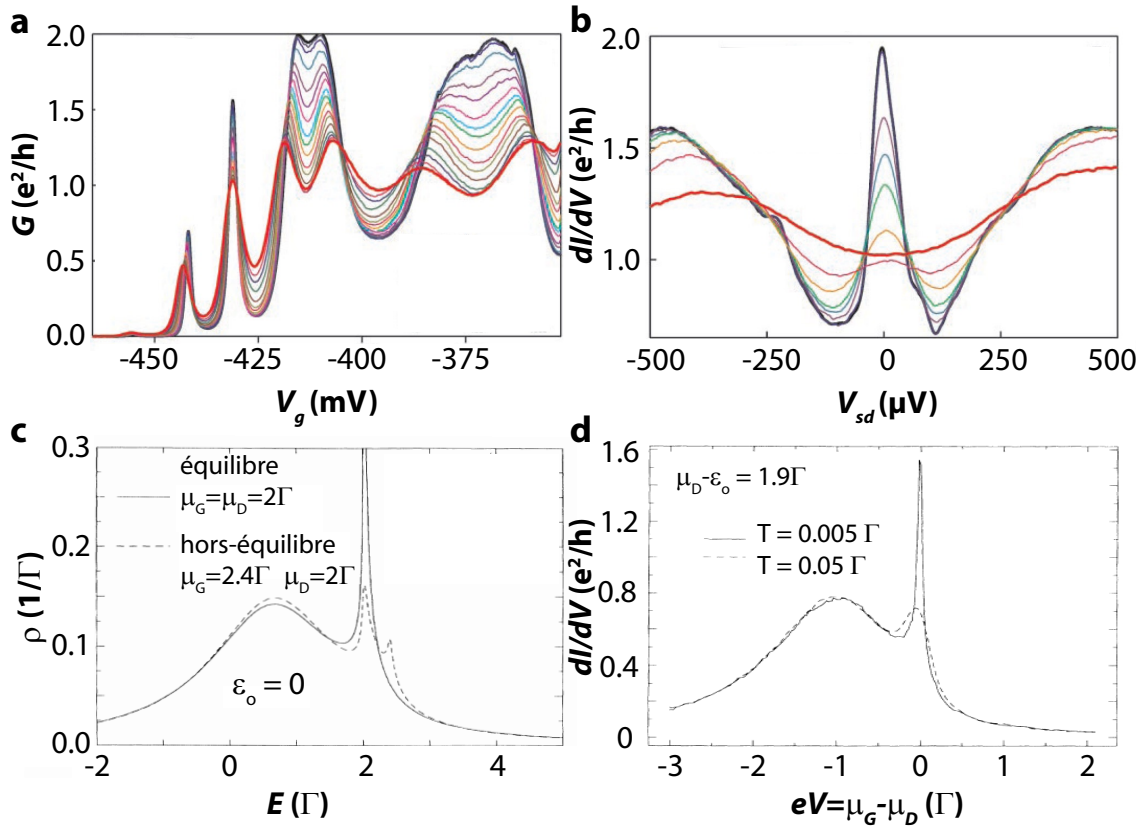 a
2.0
1.5
1.0
0.5
0.0
G (e²/h)
-450
-425
-400
-375
V_g (mV)
b
2.0
1.5
1.0
dI/dV (e²/h)
-500
-250
0
250
500
V_sd (µV)
c
0.3
0.2
0.1
0.0
ρ (1/Γ)
équilibre
μ_G=μ_D=2Γ
hors-équilibre
μ_G=2.4Γ μ_D=2Γ
ε_o = 0
-2
0
2
4
E (Γ)
d
1.6
1.2
0.8
0.4
0
dI/dV (e²/h)
μ_D-ε_o = 1.9Γ
T = 0.005 Γ
T = 0.05 Γ
-3
-2
-1
0
1
2
eV=μ_G-μ_D (Γ)